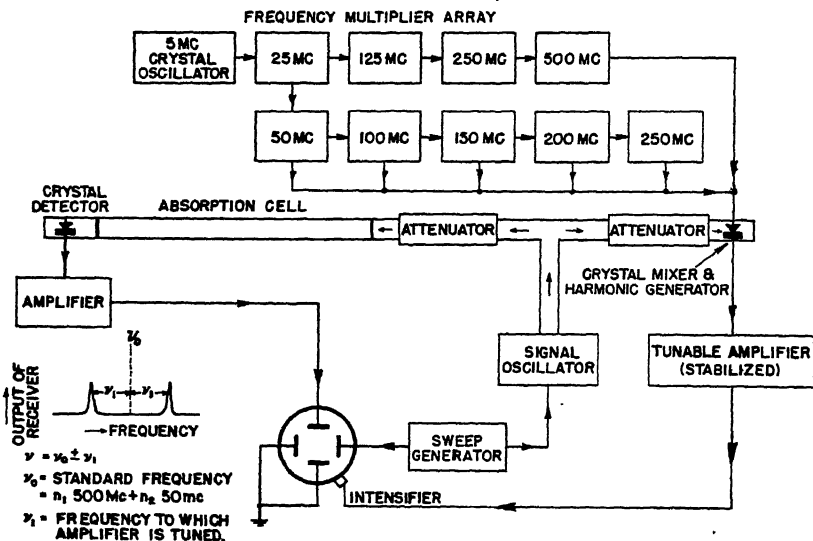 FREQUENCY MULTIPLIER ARRAY
5 MC
CRYSTAL
OSCILLATOR
25 MC
125 MC
250 MC
500 MC
50 MC
100 MC
150 MC
200 MC
250 MC
CRYSTAL
DETECTOR
ABSORPTION CELL
ATTENUATOR
ATTENUATOR
CRYSTAL MIXER &
HARMONIC GENERATOR
AMPLIFIER
SIGNAL
OSCILLATOR
TUNABLE AMPLIFIER
(STABILIZED)
ν₀
ν₁
ν₁
OUTPUT OF
RECEIVER
FREQUENCY
SWEEP
GENERATOR
INTENSIFIER
ν = ν₀ ± ν₁
ν₀ = STANDARD FREQUENCY
= n₁ 500 Mc + n₂ 50 mc
ν₁ = FREQUENCY TO WHICH
AMPLIFIER IS TUNED.